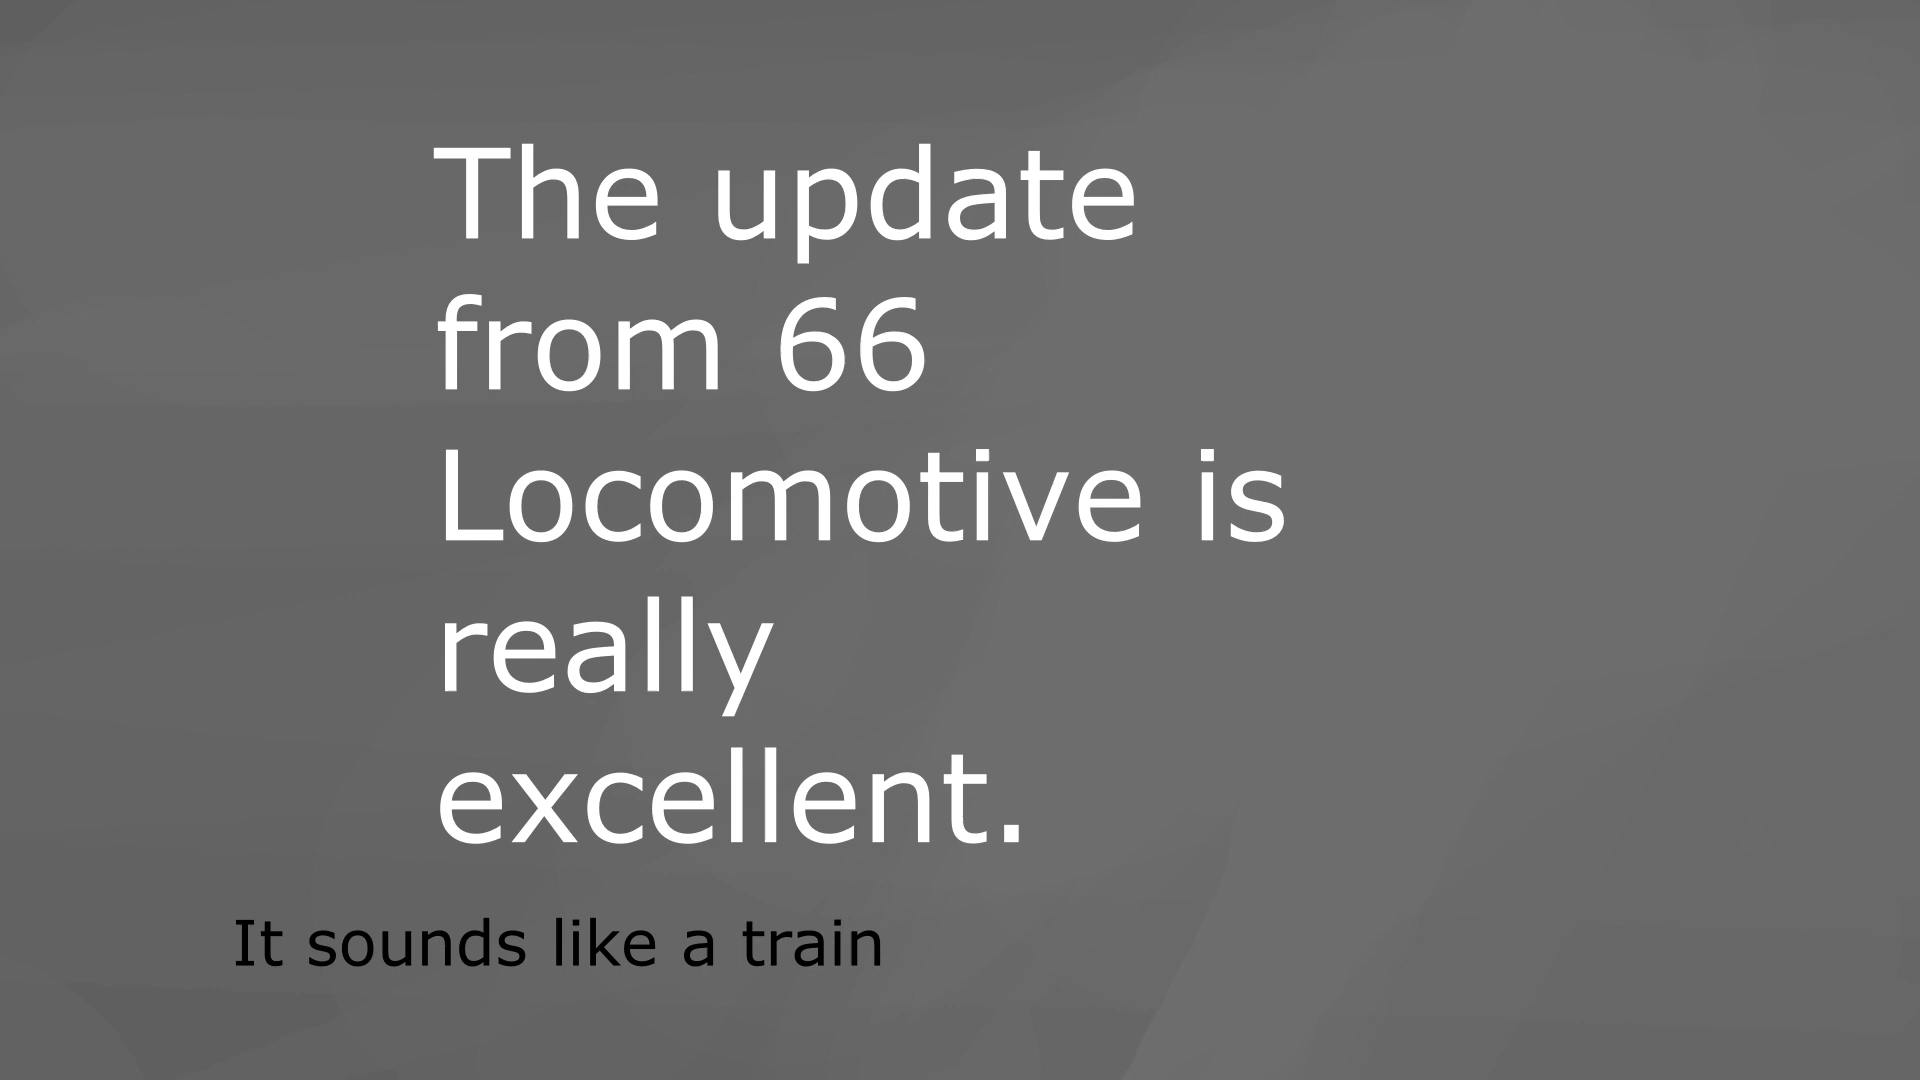 The update
from 66
Locomotive is
really
excellent.
It sounds like a train